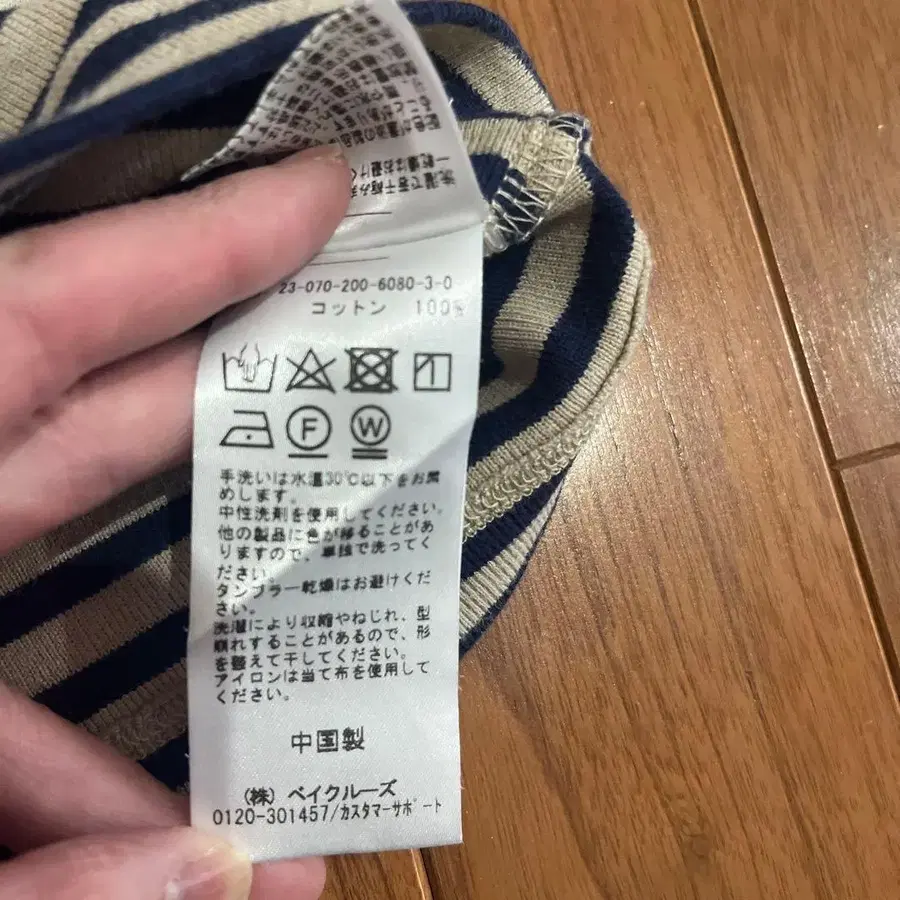 23-070-200-6080-3-0
コットン 100%
F W
手洗いは水温30℃以下をお薦
めします。
中性洗剤を使用してください。
他の製品に色が移ることがあ
りますので、単独で洗ってく
ださい。
タンブラー乾燥はお避けくだ
さい。
洗濯により収縮やねじれ、型
崩れすることがあるので、形
を整えて干してください。
アイロンは当て布を使用して
ください。
中国製
(株) ベイクルーズ
0120-301457/カスタマーサポート